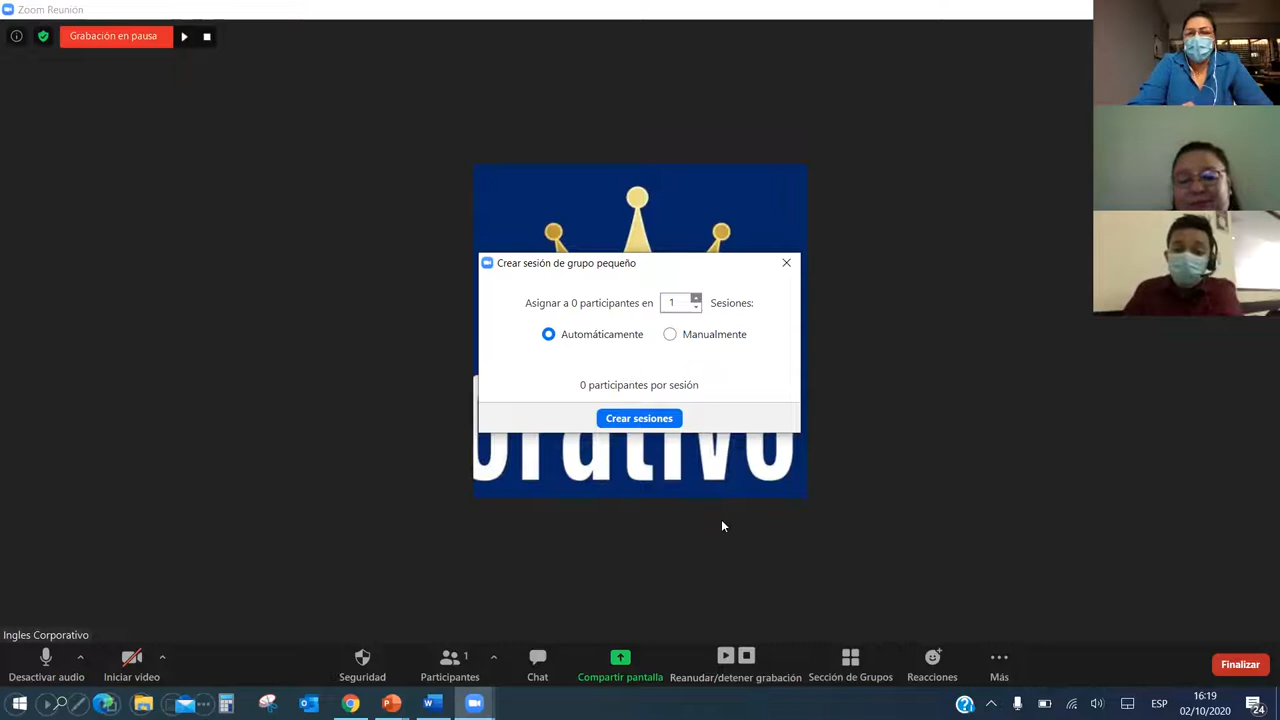 Zoom Reunión
Grabación en pausa
Crear sesión de grupo pequeño
Asignar a 0 participantes en 1 Sesiones:
Automáticamente Manualmente
0 participantes por sesión
Crear sesiones
orativo
Ingles Corporativo
Desactivar audio
Iniciar video
Seguridad
Participantes 1
Chat
Compartir pantalla
Reanudar/detener grabación
Sección de Grupos
Reacciones
Más
Finalizar
ESP
16:19
02/10/2020
24